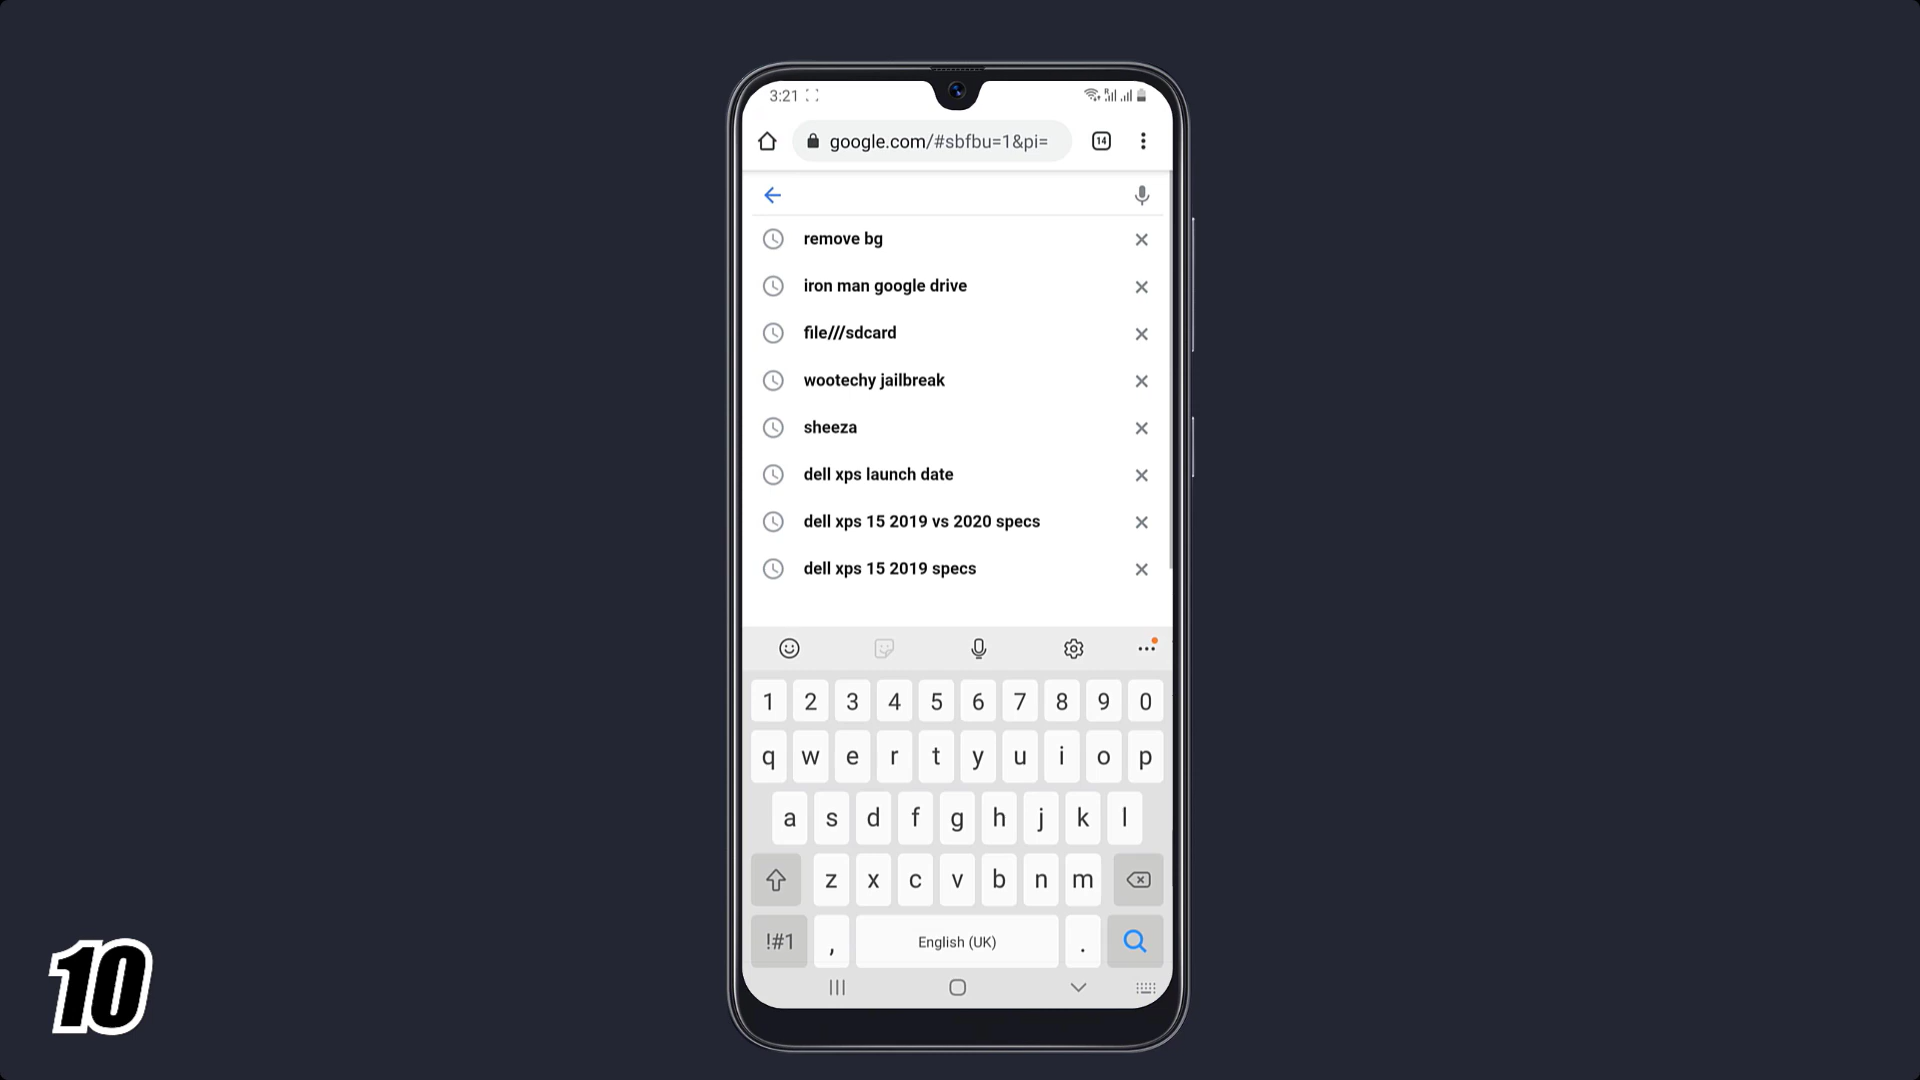 3:21
google.com/#sbfbu=1&pi=
14
remove bg
iron man google drive
file///sdcard
wootechy jailbreak
sheeza
dell xps launch date
dell xps 15 2019 vs 2020 specs
dell xps 15 2019 specs
1 2 3 4 5 6 7 8 9 0
q w e r t y u i o p
a s d f g h j k l
z x c v b n m
!#1 , English (UK) .
10